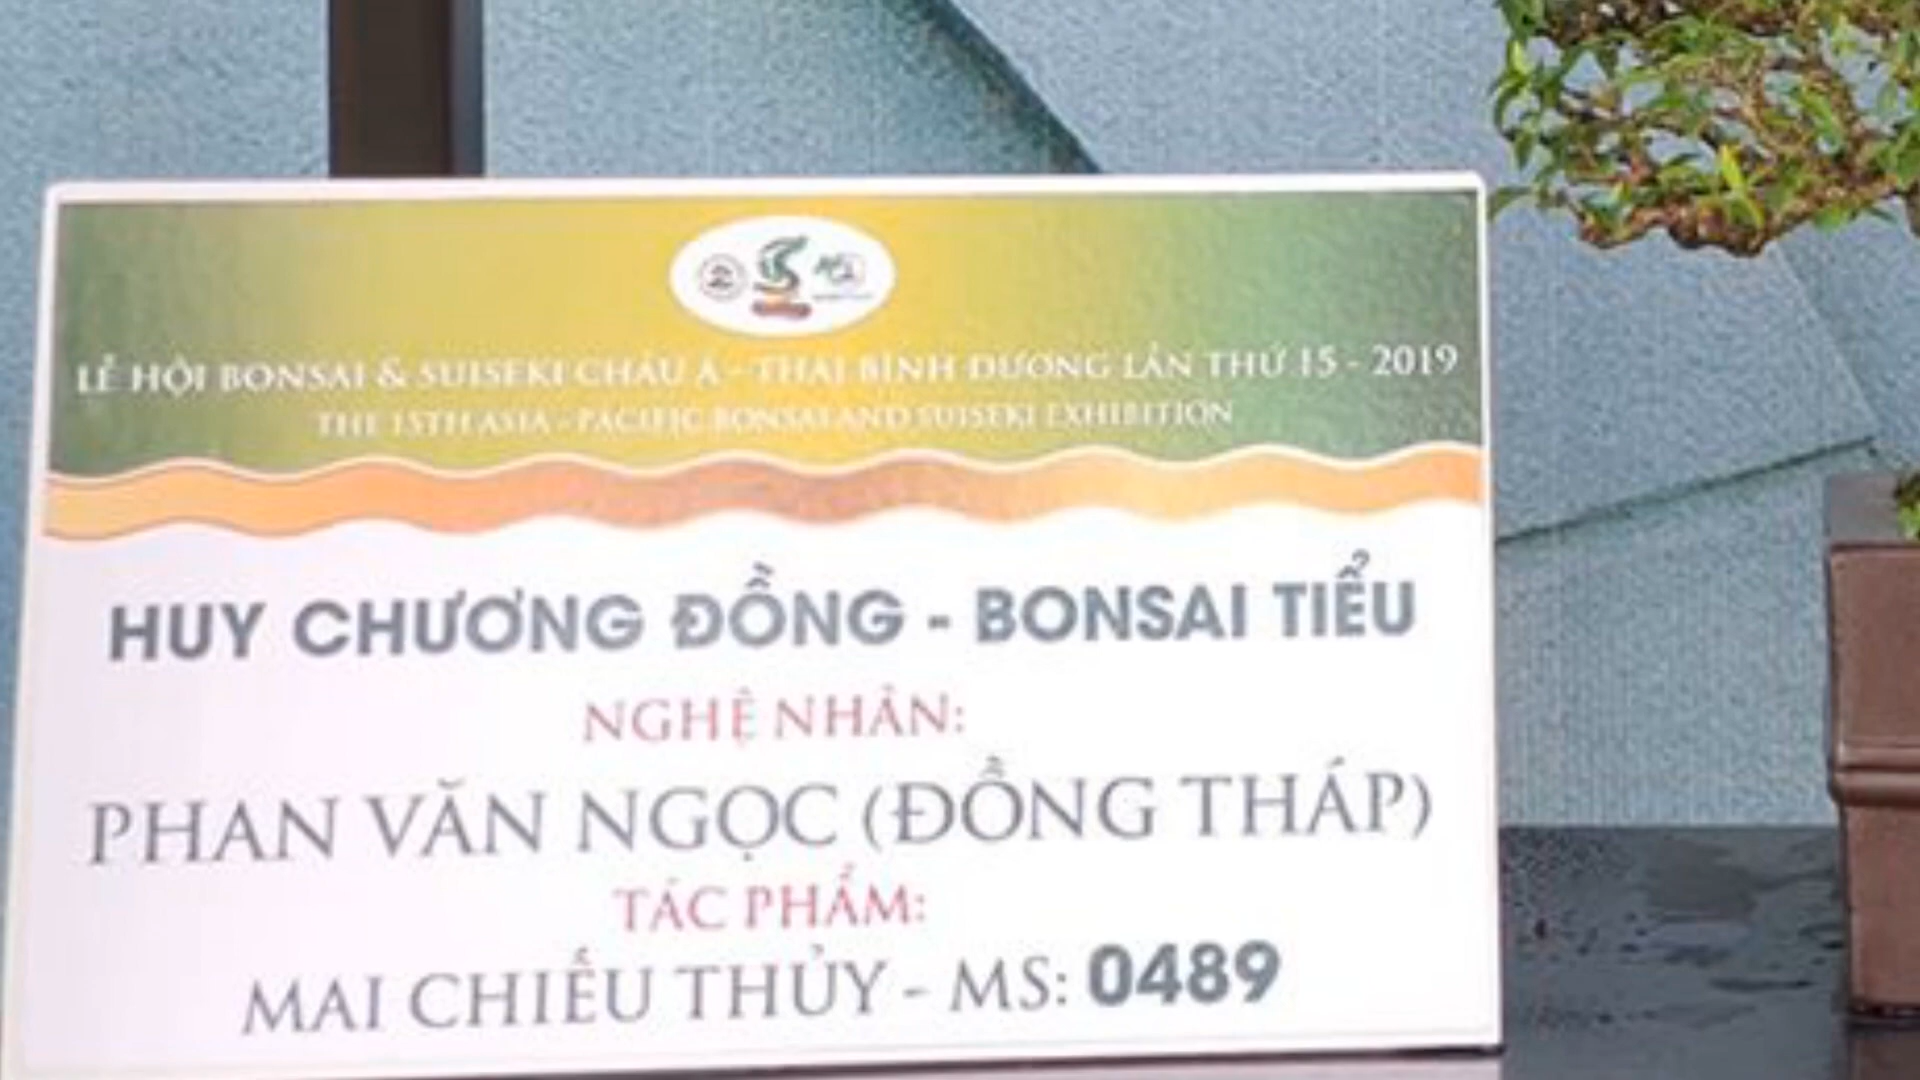 LỄ HỘI BONSAI & SUISEKI CHÂU Á - THÁI BÌNH DƯƠNG LẦN THỨ 15 - 2019
THE 15TH ASIA - PACIFIC BONSAI AND SUISEKI EXHIBITION
HUY CHƯƠNG ĐỒNG - BONSAI TIỂU
NGHỆ NHÂN:
PHAN VĂN NGỌC (ĐỒNG THÁP)
TÁC PHẨM:
MAI CHIẾU THỦY - MS: 0489